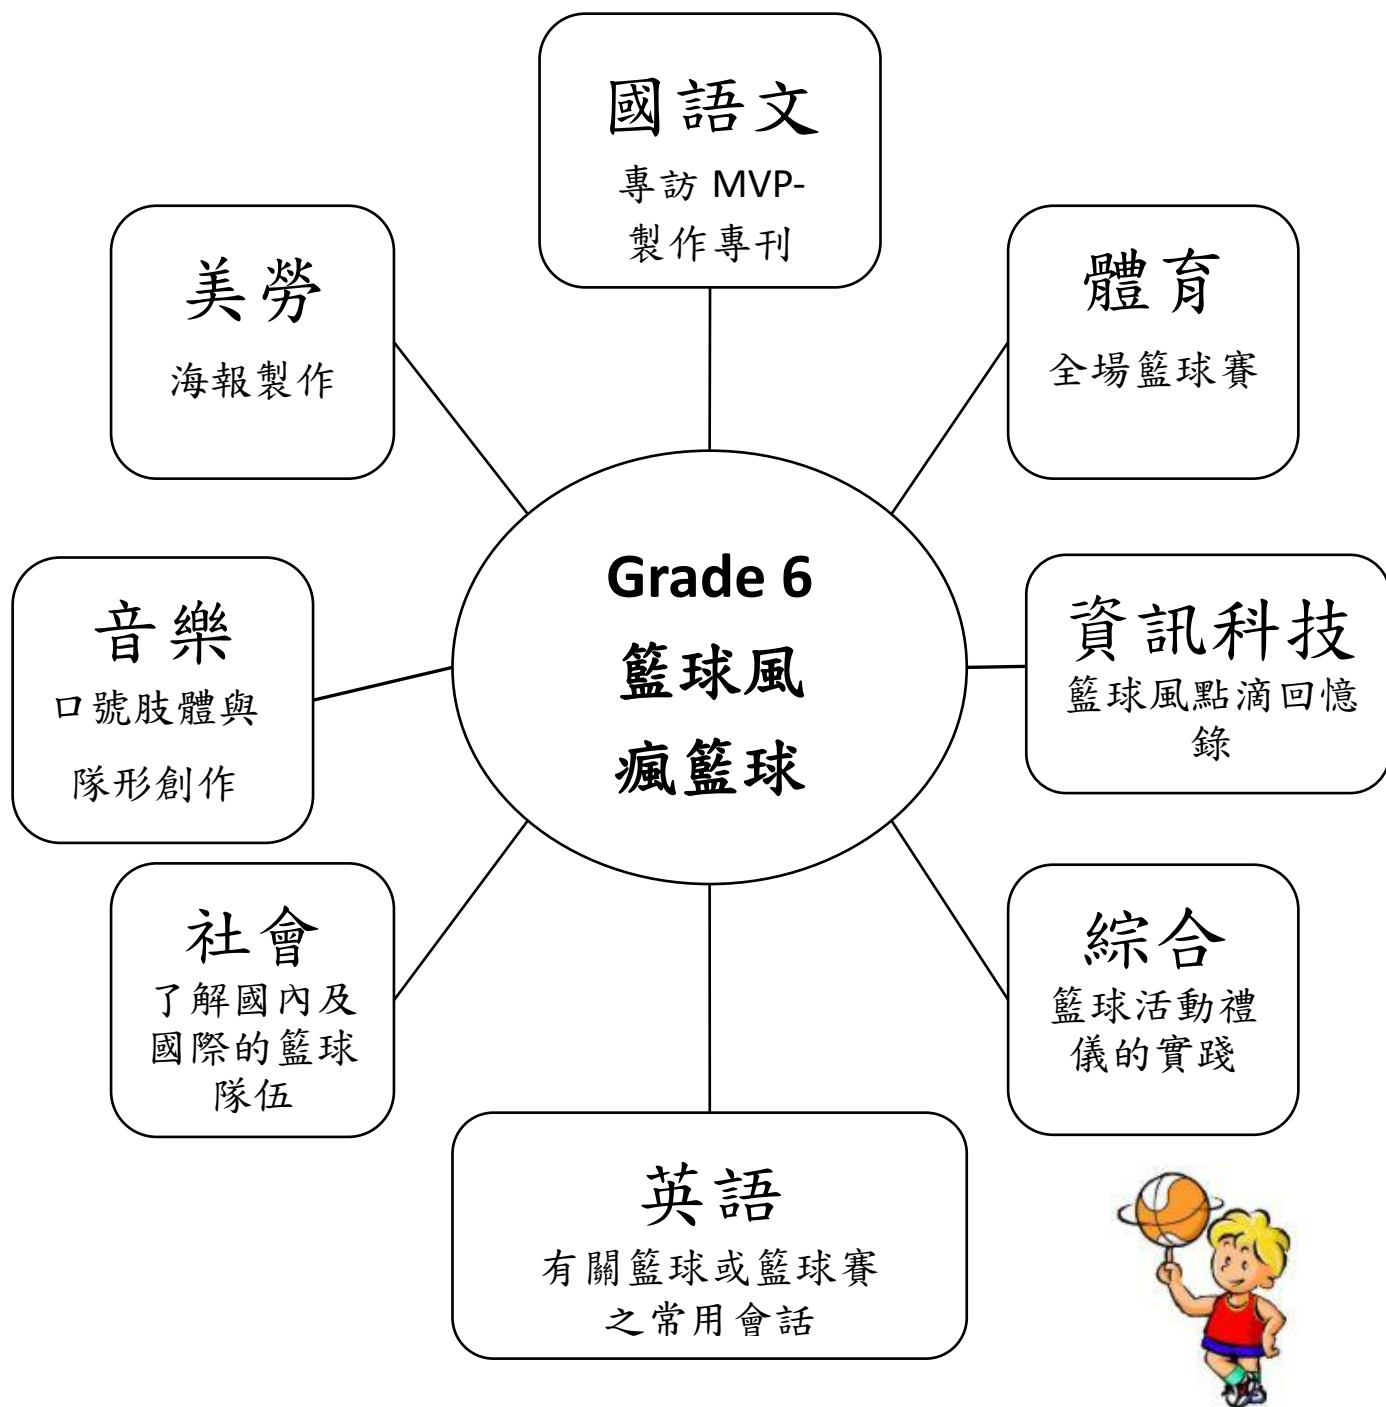 國語文
專訪 MVP-
製作專刊
美勞
海報製作
體育
全場籃球賽
Grade 6
籃球風
瘋籃球
音樂
口號肢體與
隊形創作
資訊科技
籃球風點滴回憶
錄
社會
了解國內及
國際的籃球
隊伍
綜合
籃球活動禮
儀的實踐
英語
有關籃球或籃球賽
之常用會話